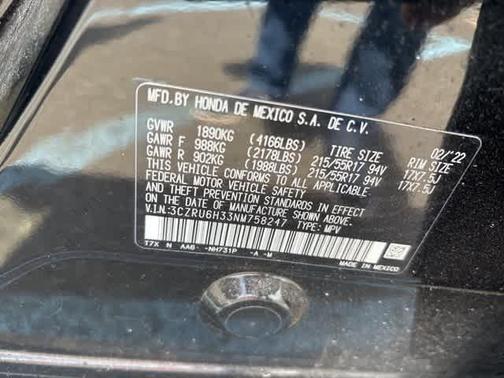 MFD.BY HONDA DE MEXICO S.A. DE C.V.
GVWR 1890KG (4166LBS) 02/'22
GAWR F 988KG (2178LBS) TIRE SIZE RIM SIZE
GAWR R 902KG (1988LBS) 215/55R17 94V 17X7.5J
215/55R17 94V 17X7.5J
THIS VEHICLE CONFORMS TO ALL APPLICABLE
FEDERAL MOTOR VEHICLE SAFETY
AND THEFT PREVENTION STANDARDS IN EFFECT
ON THE DATE OF MANUFACTURE SHOWN ABOVE.
V.I.N.:3CZRU6H33NM758247 TYPE: MPV
T7X N AA6 -NH731P -A -M MADE IN MEXICO